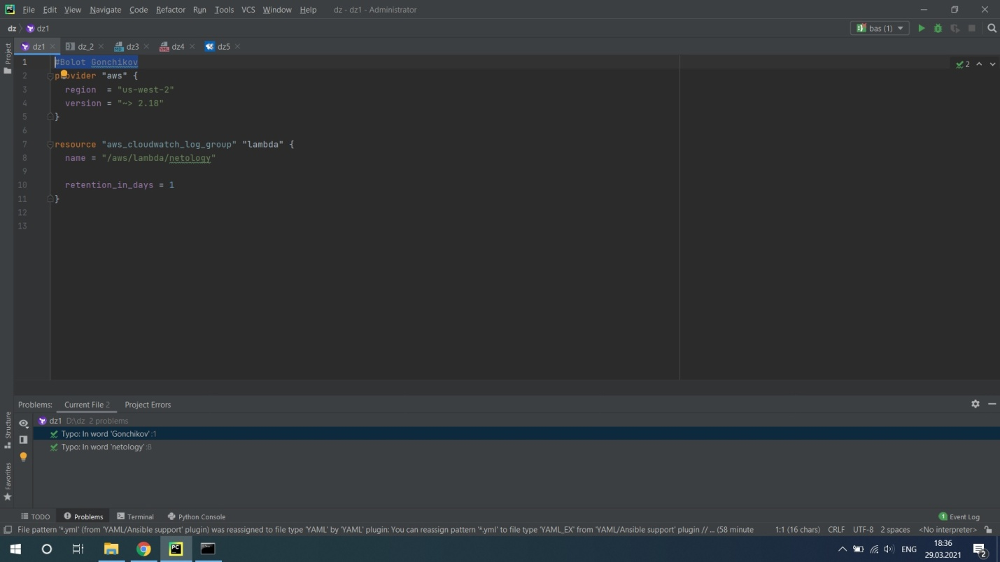 PC File Edit View Navigate Code Refactor Run Tools VCS Window Help dz - dz1 - Administrator
dz dz1 bas (1)
dz1 dz_2 dz3 dz4 dz5
Project
1 #Bolot Gonchikov
2 provider "aws" {
3 region = "us-west-2"
4 version = "~> 2.18"
5 }
6
7 resource "aws_cloudwatch_log_group" "lambda" {
8 name = "/aws/lambda/netology"
9
10 retention_in_days = 1
11 }
12
13
2
Problems: Current File 2 Project Errors
dz1 D:\dz 2 problems
Typo: In word 'Gonchikov' :1
Typo: In word 'netology' :8
Structure
Favorites
TODO Problems Terminal Python Console 1 Event Log
File pattern '*.yml' (from 'YAML/Ansible support' plugin) was reassigned to file type 'YAML' by 'YAML' plugin: You can reassign pattern '*.yml' to file type 'YAML_EX' from 'YAML/Ansible support' plugin // ... (58 minute 1:1 (16 chars) CRLF UTF-8 2 spaces <No interpreter>
PC ENG 18:36
29.03.2021 2